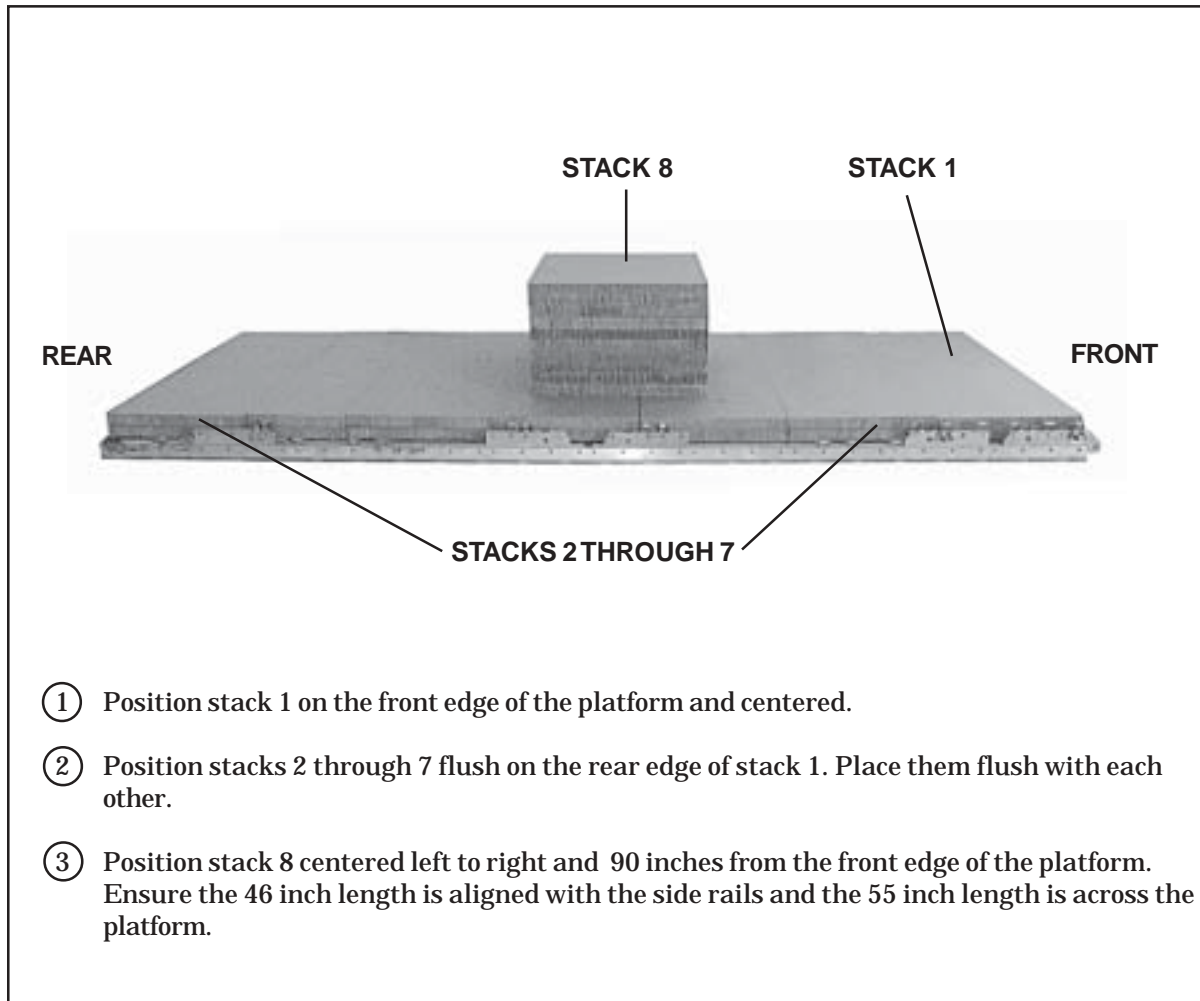 STACK 8
STACK 1
REAR
FRONT
STACKS 2 THROUGH 7
1 Position stack 1 on the front edge of the platform and centered.
2 Position stacks 2 through 7 flush on the rear edge of stack 1. Place them flush with each
other.
3 Position stack 8 centered left to right and 90 inches from the front edge of the platform.
Ensure the 46 inch length is aligned with the side rails and the 55 inch length is across the
platform.